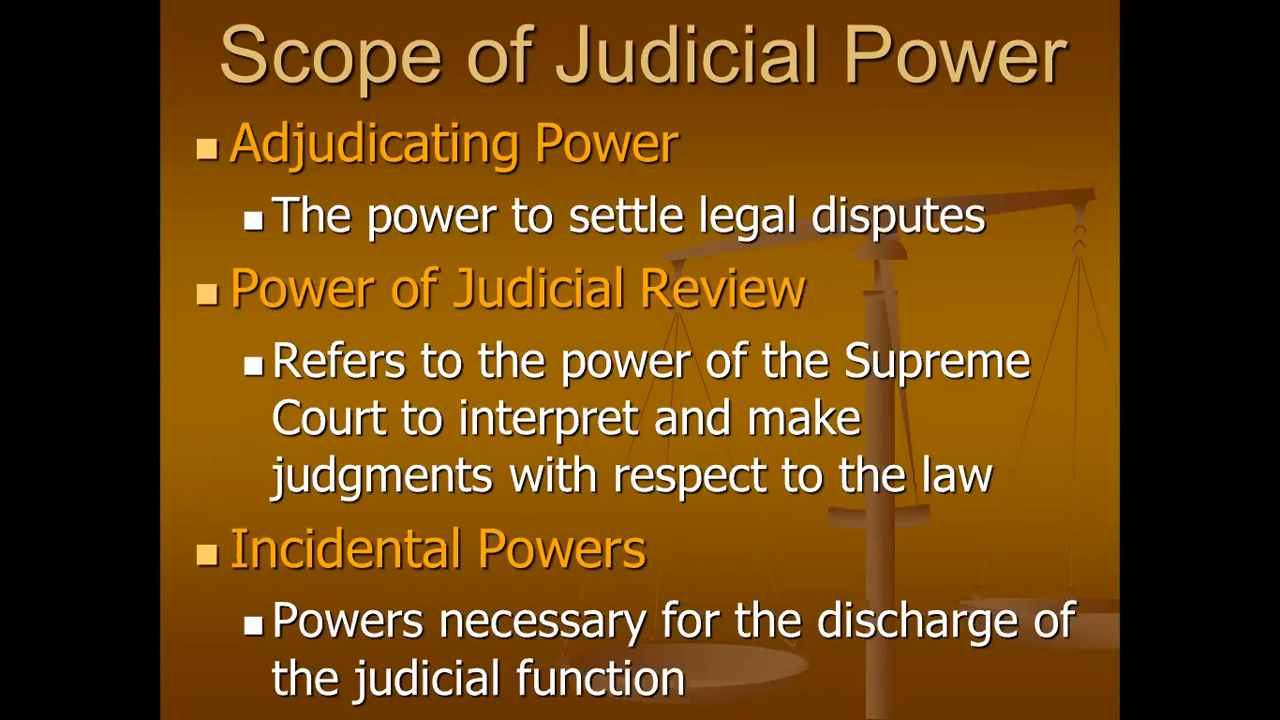 Scope of Judicial Power
Adjudicating Power
The power to settle legal disputes
Power of Judicial Review
Refers to the power of the Supreme
Court to interpret and make
judgments with respect to the law
Incidental Powers
Powers necessary for the discharge of
the judicial function